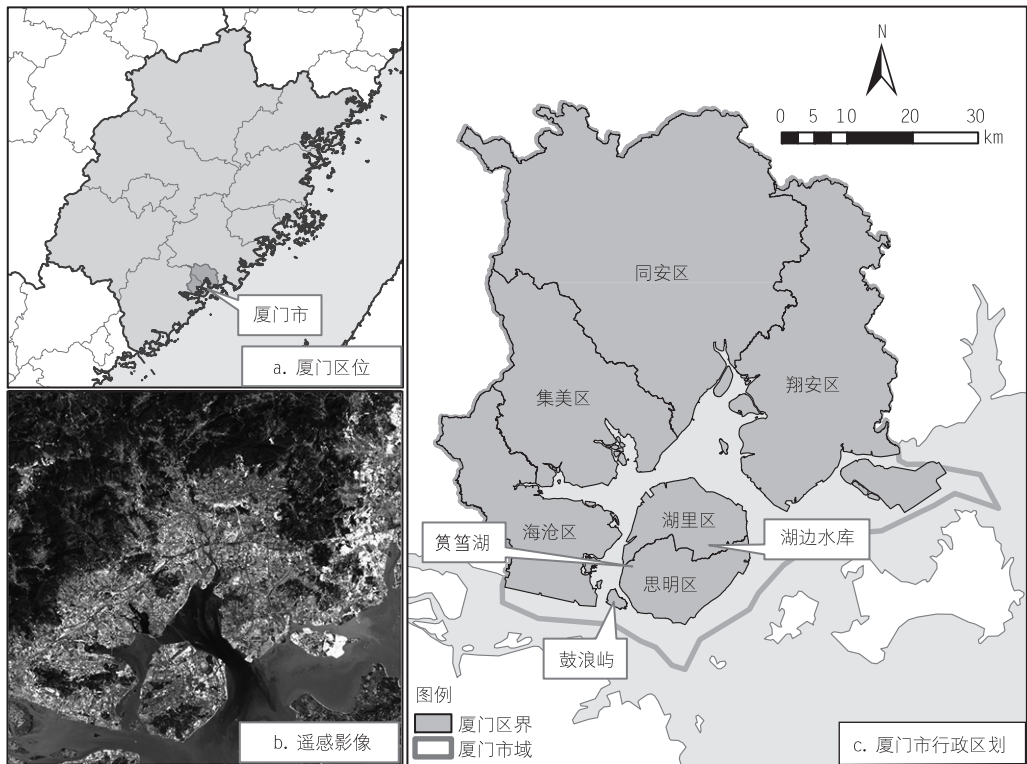 厦门市
a. 厦门区位
b. 遥感影像
N
0 5 10 20 30
km
同安区
集美区
翔安区
海沧区
湖里区
筼筜湖
湖边水库
思明区
鼓浪屿
图例
厦门区界
厦门市域
c. 厦门市行政区划